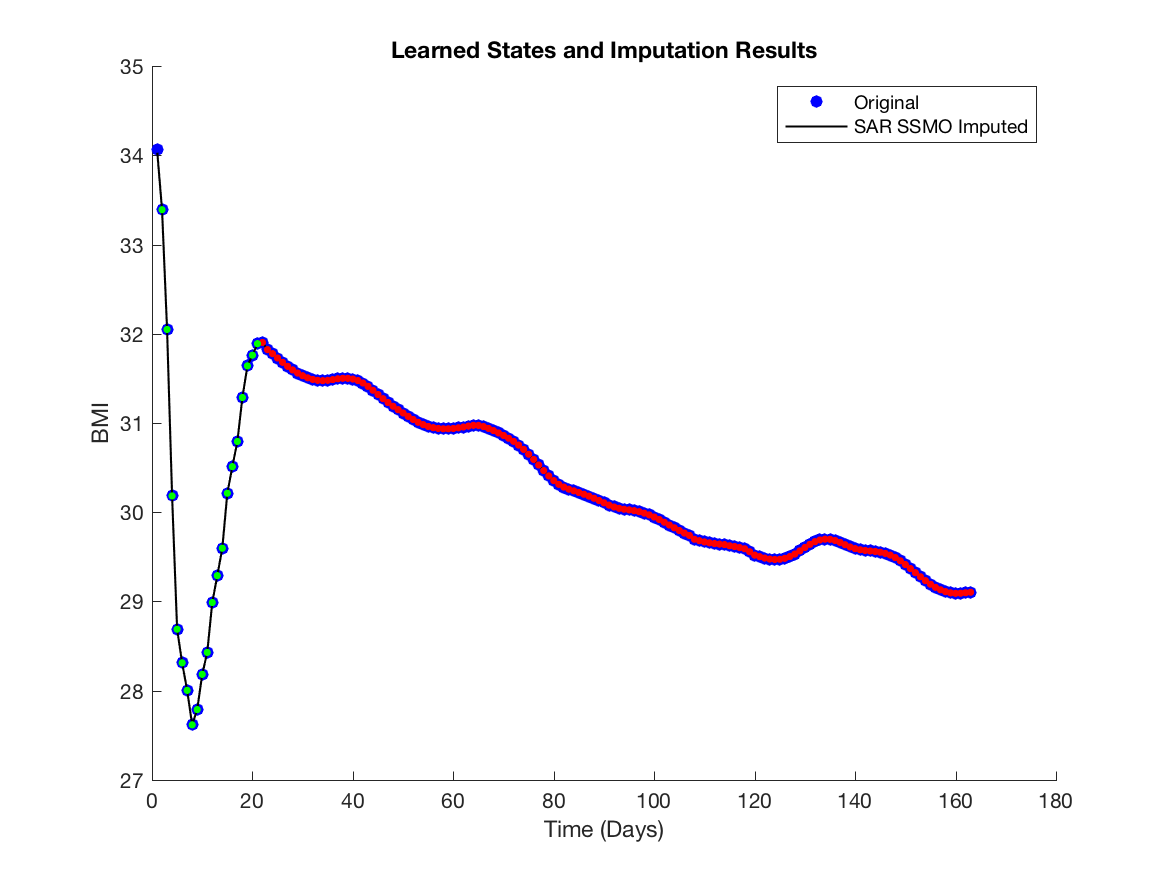 Learned States and Imputation Results
Original
SAR SSMO Imputed
35
34
33
32
31
30
29
28
27
BMI
0 20 40 60 80 100 120 140 160 180
Time (Days)